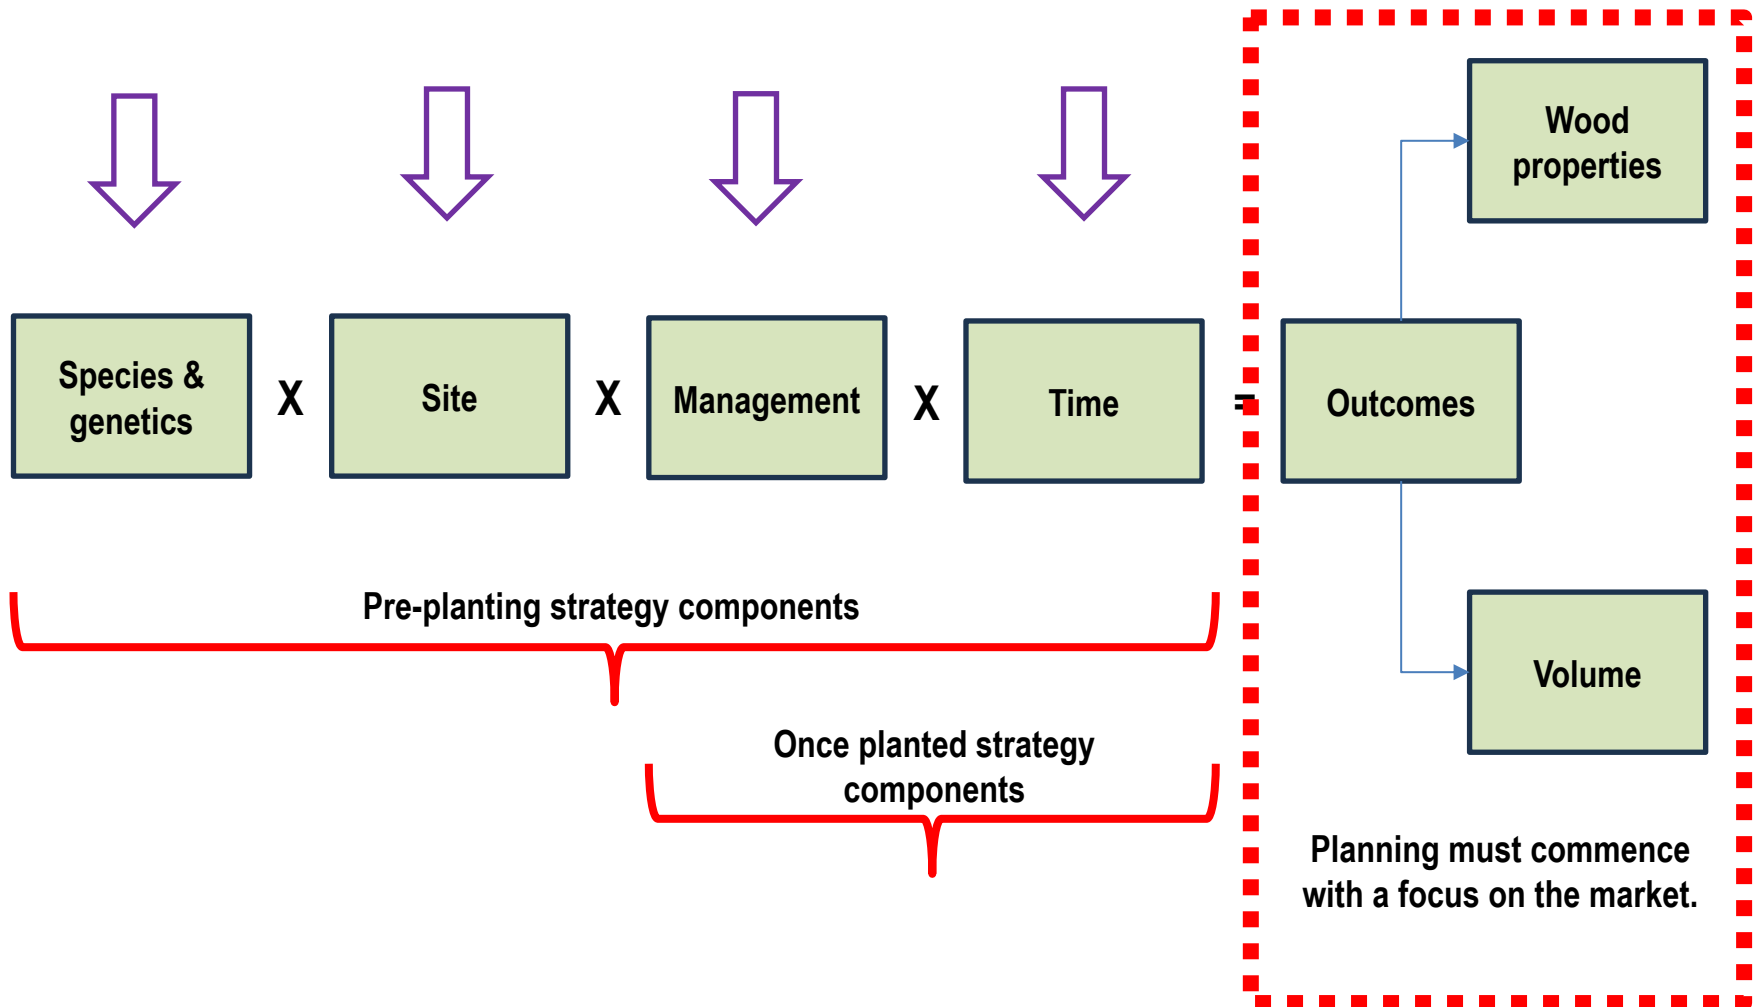 Wood
properties
Species &
genetics
X
Site
X
Management
X
Time
=
Outcomes
Pre-planting strategy components
Volume
Once planted strategy
components
Planning must commence
with a focus on the market.